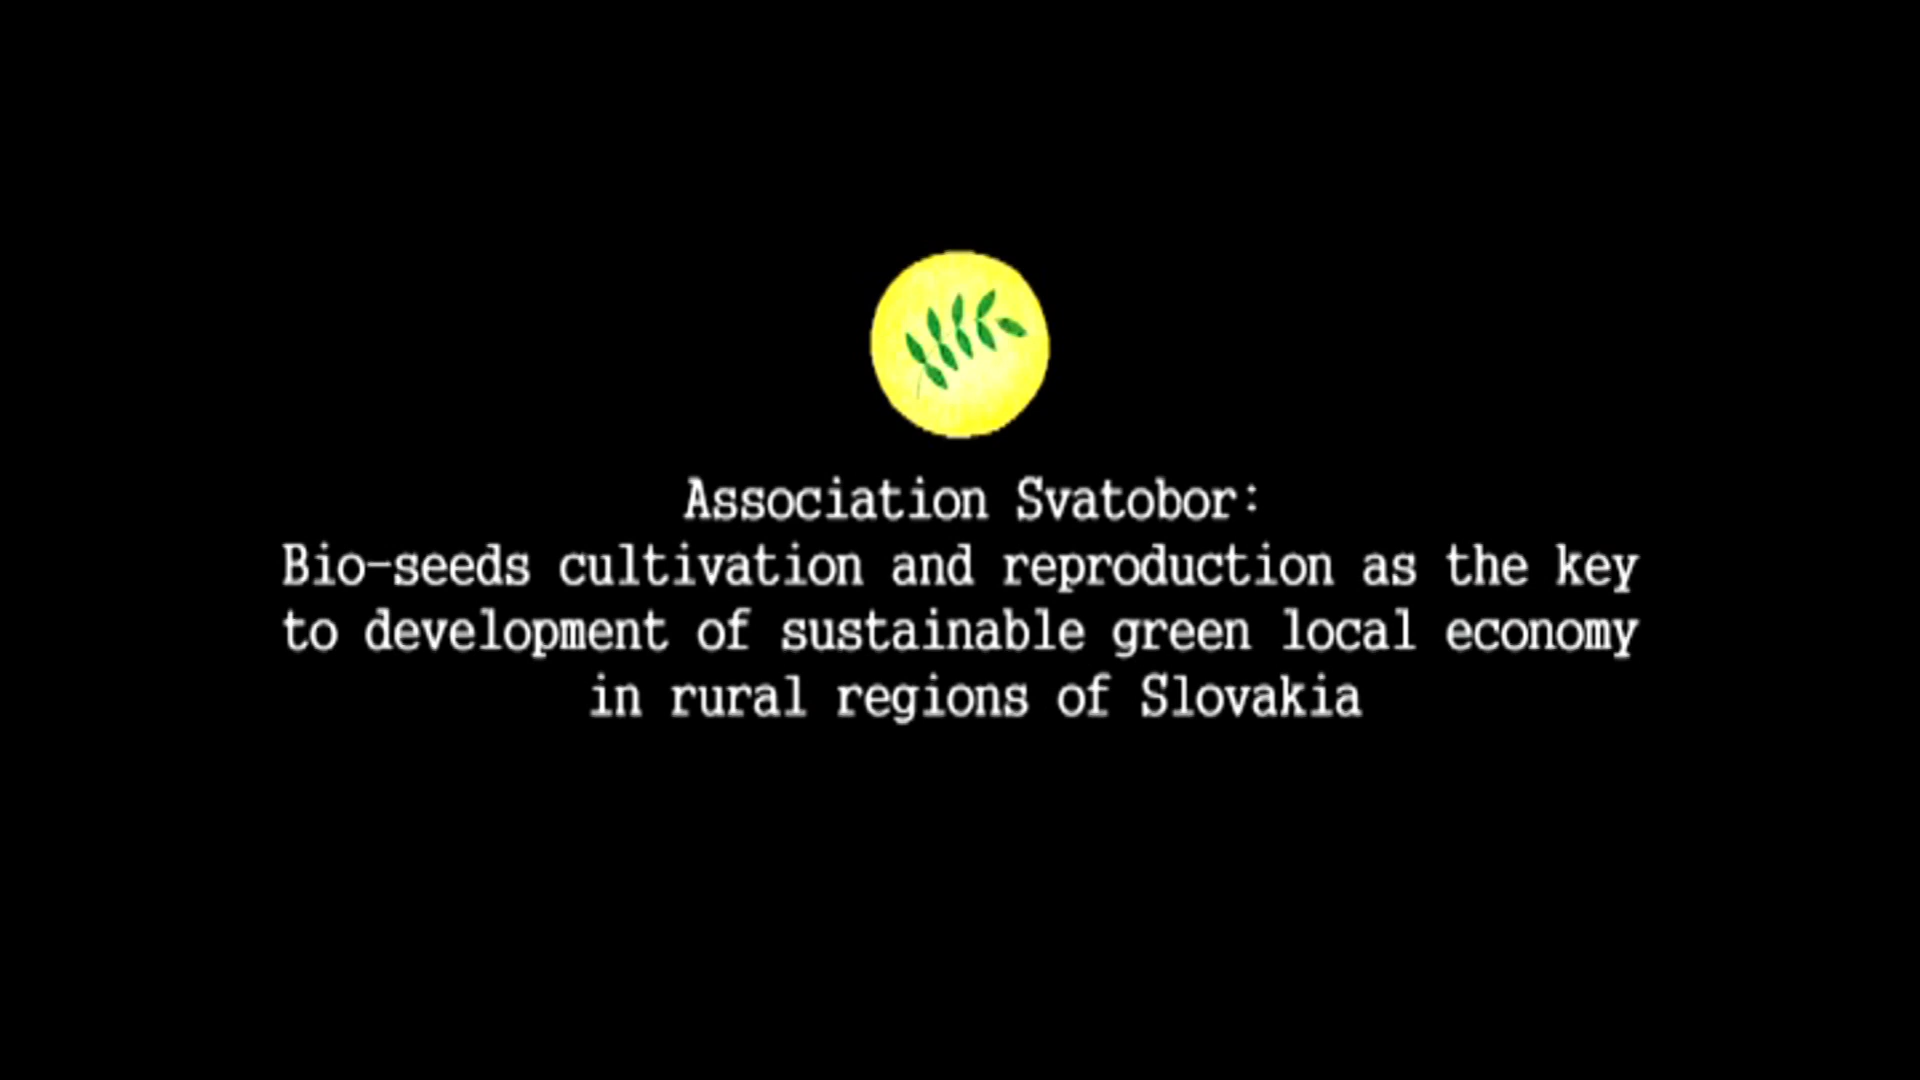 Association Svatobor:
Bio-seeds cultivation and reproduction as the key
to development of sustainable green local economy
in rural regions of Slovakia